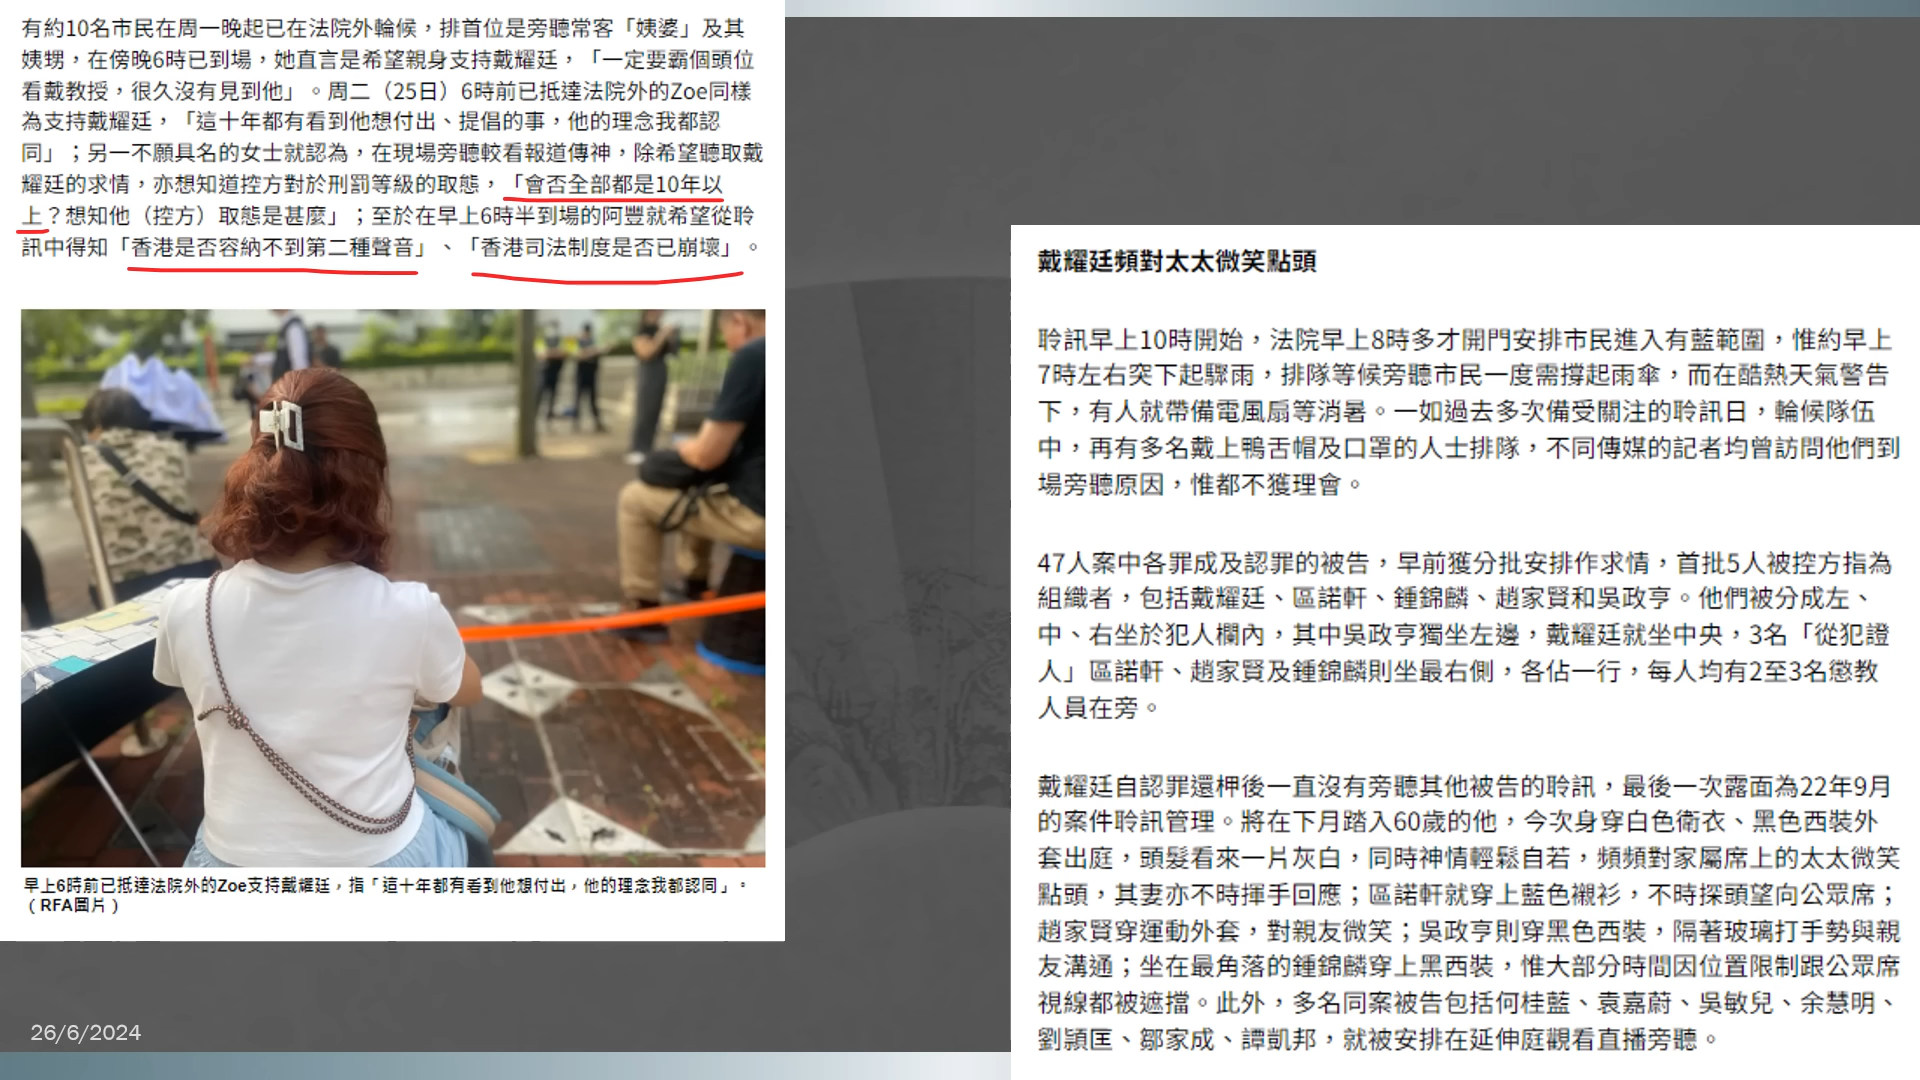 有約10名市民在周一晚起已在法院外輪候，排首位是旁聽常客「姨婆」及其
姨甥，在傍晚6時已到場，她直言是希望親身支持戴耀廷，「一定要霸個頭位
看戴教授，很久沒有見到他」。周二（25日）6時前已抵達法院外的Zoe同樣
為支持戴耀廷，「這十年都有看到他想付出、提倡的事，他的理念我都認
同」；另一不願具名的女士就認為，在現場旁聽較看報道傳神，除希望聽取戴
耀廷的求情，亦想知道控方對於刑罰等級的取態，「會否全部都是10年以
上？想知他（控方）取態是甚麼」；至於在早上6時半到場的阿豐就希望從聆
訊中得知「香港是否容納不到第二種聲音」、「香港司法制度是否已崩壞」。
早上6時前已抵達法院外的Zoe支持戴耀廷，指「這十年都有看到他想付出，他的理念我都認同」。
（RFA圖片）
26/6/2024
戴耀廷頻對太太微笑點頭
聆訊早上10時開始，法院早上8時多才開門安排市民進入有蓋範圍，惟約早上
7時左右突下起驟雨，排隊等候旁聽市民一度需撐起雨傘，而在酷熱天氣警告
下，有人就帶備電風扇等消暑。一如過去多次備受關注的聆訊日，輪候隊伍
中，再有多名戴上鴨舌帽及口罩的人士排隊，不同傳媒的記者均曾訪問他們到
場旁聽原因，惟都不獲理會。
47人案中各罪成及認罪的被告，早前獲分批安排作求情，首批5人被控方指為
組織者，包括戴耀廷、區諾軒、鍾錦麟、趙家賢和吳政亨。他們被分成左、
中、右坐於犯人欄內，其中吳政亨獨坐左邊，戴耀廷就坐中央，3名「從犯證
人」區諾軒、趙家賢及鍾錦麟則坐最右側，各佔一行，每人均有2至3名懲教
人員在旁。
戴耀廷自認罪還柙後一直沒有旁聽其他被告的聆訊，最後一次露面為22年9月
的案件聆訊管理。將在下月踏入60歲的他，今次身穿白色衛衣、黑色西裝外
套出庭，頭髮看來一片灰白，同時神情輕鬆自若，頻頻對家屬席上的太太微笑
點頭，其妻亦不時揮手回應；區諾軒就穿上藍色襯衫，不時探頭望向公眾席；
趙家賢穿運動外套，對親友微笑；吳政亨則穿黑色西裝，隔著玻璃打手勢與親
友溝通；坐在最角落的鍾錦麟穿上黑西裝，惟大部分時間因位置限制跟公眾席
視線都被遮擋。此外，多名同案被告包括何桂藍、袁嘉蔚、吳敏兒、余慧明、
劉頴匡、鄒家成、譚凱邦，就被安排在延伸庭觀看直播旁聽。